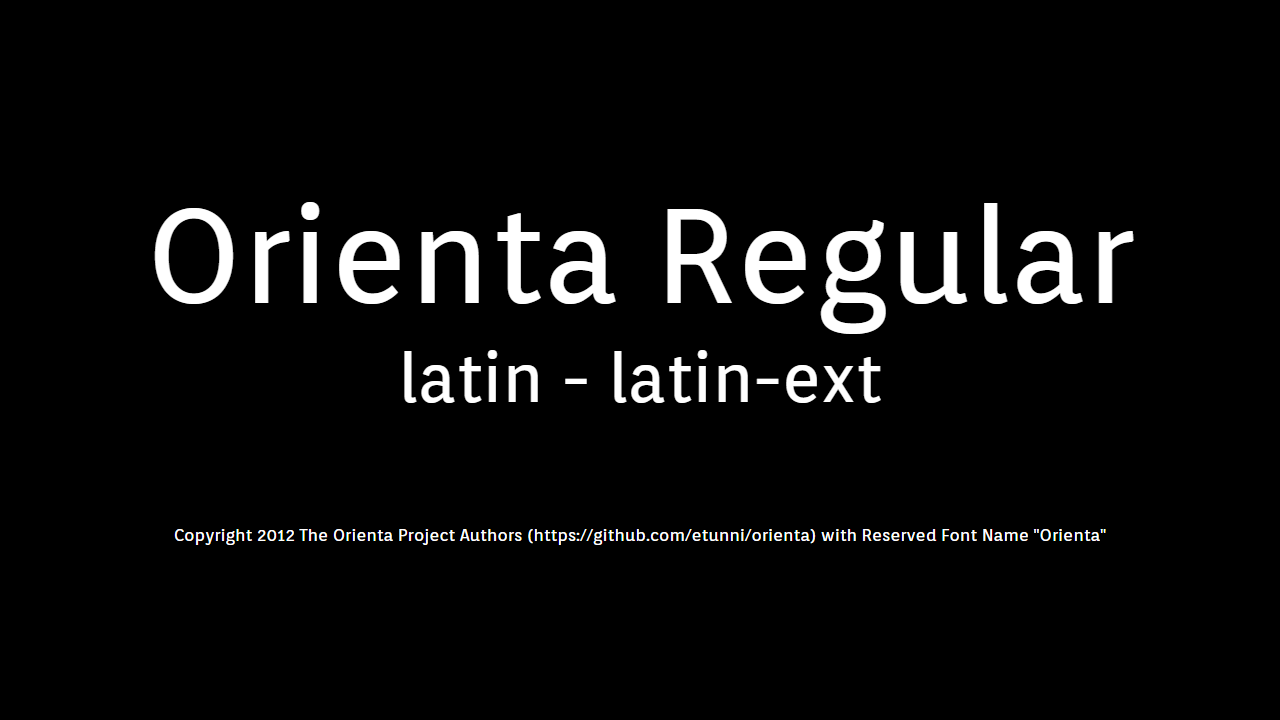 Orienta Regular
latin - latin-ext
Copyright 2012 The Orienta Project Authors (https://github.com/etunni/orienta) with Reserved Font Name "Orienta"